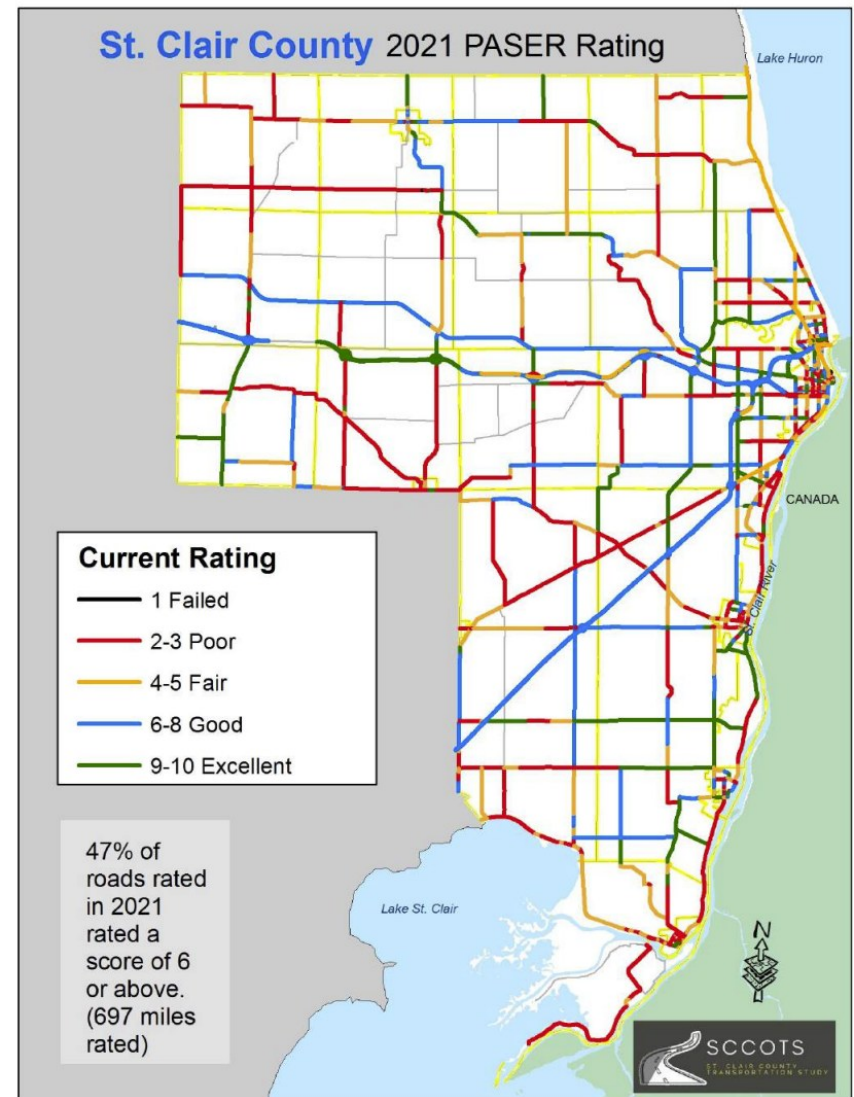 St. Clair County 2021 PASER Rating
Lake Huron
CANADA
St. Clair River
Current Rating
1 Failed
2-3 Poor
4-5 Fair
6-8 Good
9-10 Excellent
47% of
roads rated
in 2021
rated a
score of 6
or above.
(697 miles
rated)
Lake St. Clair
N
SCCOTS
ST. CLAIR COUNTY
TRANSPORTATION STUDY